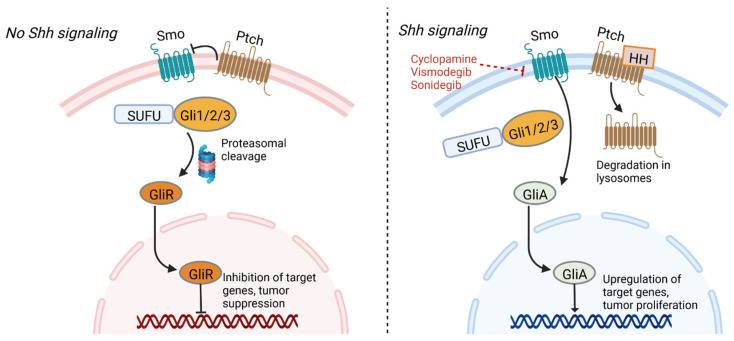 No Shh signaling
Smo
Ptch
SUFU
Gli1/2/3
Proteasomal
cleavage
GliR
GliR
Inhibition of target
genes, tumor
suppression
Shh signaling
Smo
Ptch
HH
Cyclopamine
Vismodegib
Sonidegib
SUFU
Gli1/2/3
Degradation in
lysosomes
GliA
GliA
Upregulation of
target genes,
tumor proliferation